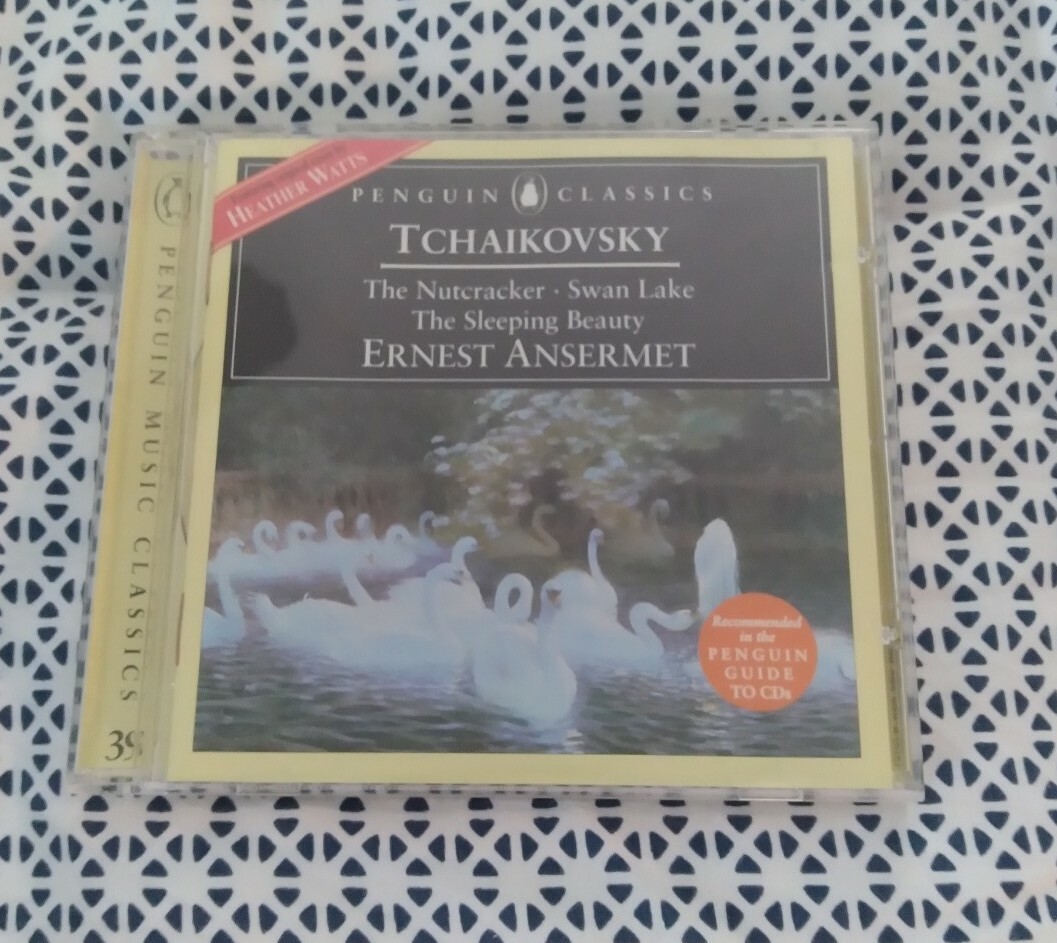 HEATHER WATTS
PENGUIN CLASSICS
TCHAIKOVSKY
The Nutcracker · Swan Lake
The Sleeping Beauty
ERNEST ANSERMET
Recommended
in the
PENGUIN
GUIDE
TO CDs
PENGUIN MUSIC CLASSICS